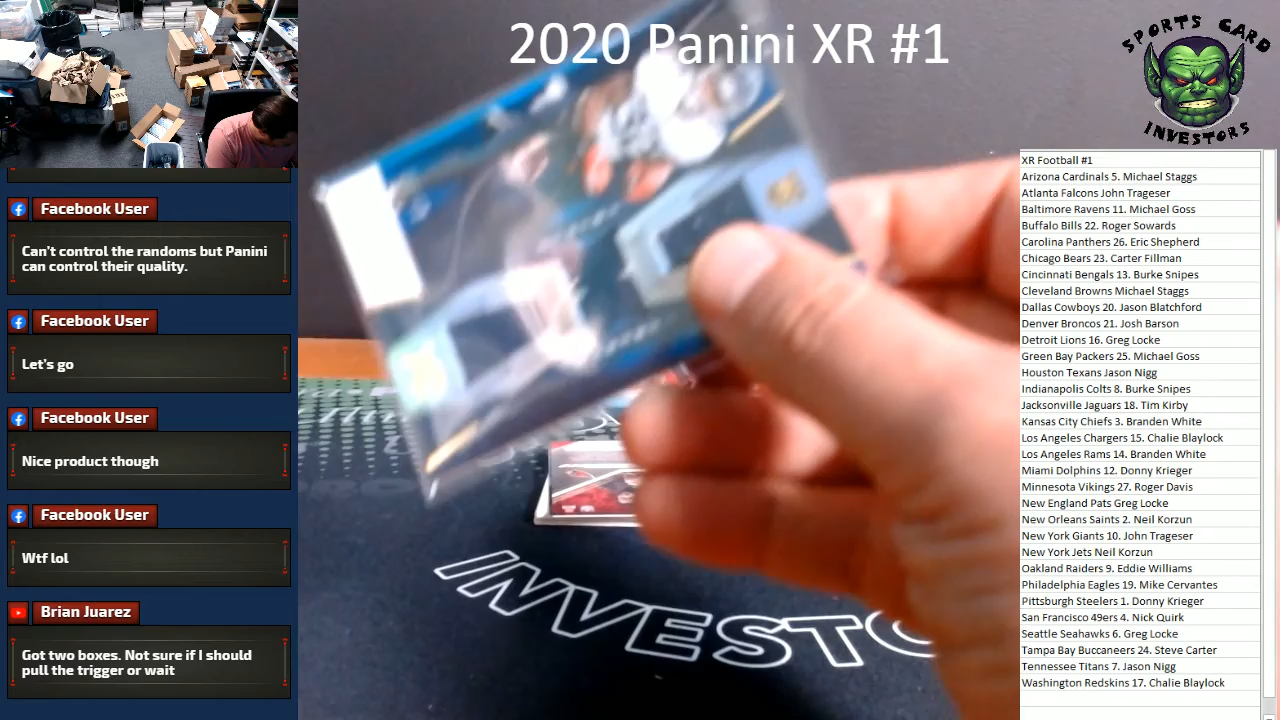 2020 Panini XR #1
SPORTS CARD
INVESTORS
Facebook User
Can't control the randoms but Panini
can control their quality.
Facebook User
Let's go
Facebook User
Nice product though
Facebook User
Wtf lol
Brian Juarez
Got two boxes. Not sure if I should
pull the trigger or wait
INVESTO
XR Football #1
Arizona Cardinals 5. Michael Staggs
Atlanta Falcons John Trageser
Baltimore Ravens 11. Michael Goss
Buffalo Bills 22. Roger Sowards
Carolina Panthers 26. Eric Shepherd
Chicago Bears 23. Carter Fillman
Cincinnati Bengals 13. Burke Snipes
Cleveland Browns Michael Staggs
Dallas Cowboys 20. Jason Blatchford
Denver Broncos 21. Josh Barson
Detroit Lions 16. Greg Locke
Green Bay Packers 25. Michael Goss
Houston Texans Jason Nigg
Indianapolis Colts 8. Burke Snipes
Jacksonville Jaguars 18. Tim Kirby
Kansas City Chiefs 3. Branden White
Los Angeles Chargers 15. Chalie Blaylock
Los Angeles Rams 14. Branden White
Miami Dolphins 12. Donny Krieger
Minnesota Vikings 27. Roger Davis
New England Pats Greg Locke
New Orleans Saints 2. Neil Korzun
New York Giants 10. John Trageser
New York Jets Neil Korzun
Oakland Raiders 9. Eddie Williams
Philadelphia Eagles 19. Mike Cervantes
Pittsburgh Steelers 1. Donny Krieger
San Francisco 49ers 4. Nick Quirk
Seattle Seahawks 6. Greg Locke
Tampa Bay Buccaneers 24. Steve Carter
Tennessee Titans 7. Jason Nigg
Washington Redskins 17. Chalie Blaylock